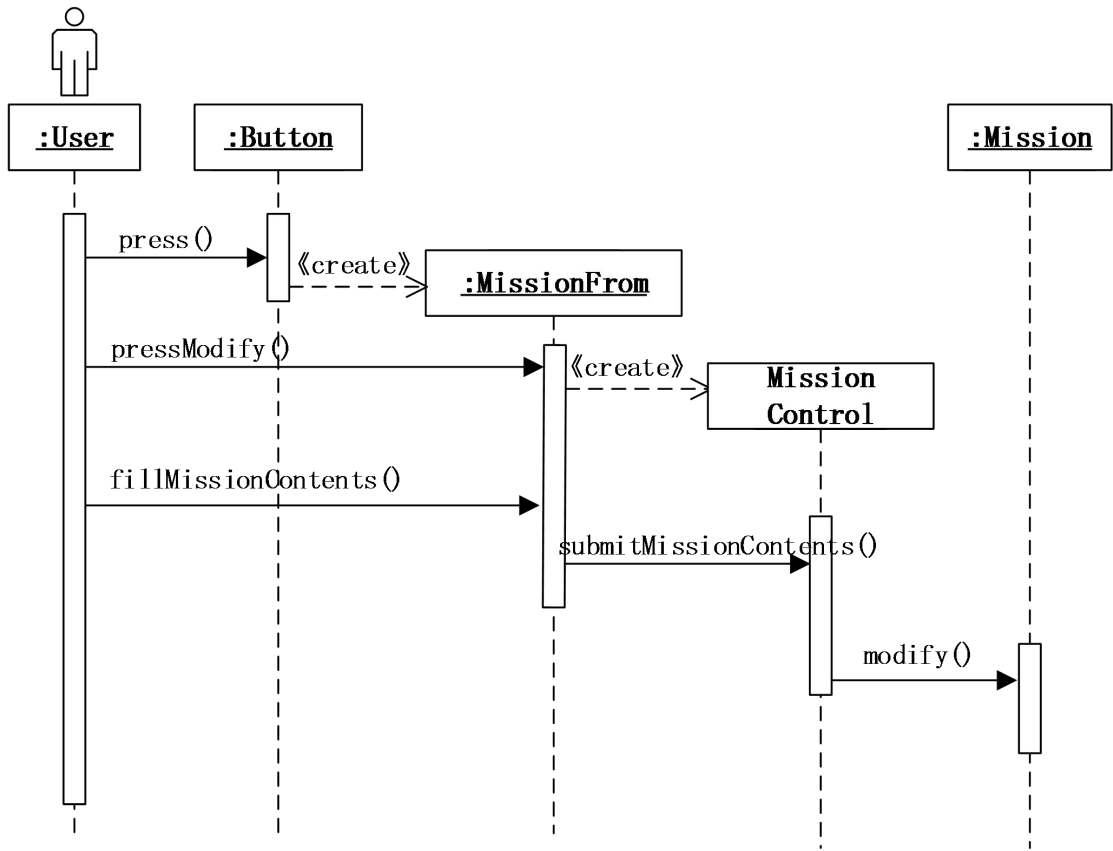 :User
:Button
:Mission
press()
《create》
:MissionFrom
pressModify()
《create》
Mission
Control
fillMissionContents()
submitMissionContents()
modify()